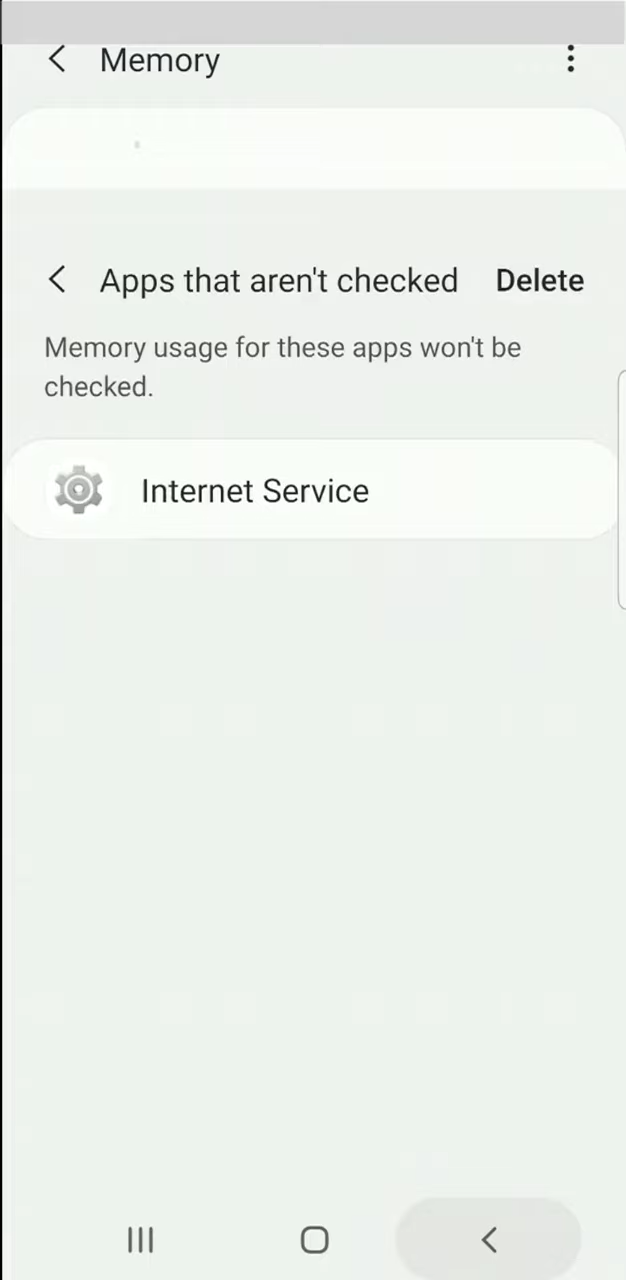 Memory
Apps that aren't checked Delete
Memory usage for these apps won't be
checked.
Internet Service